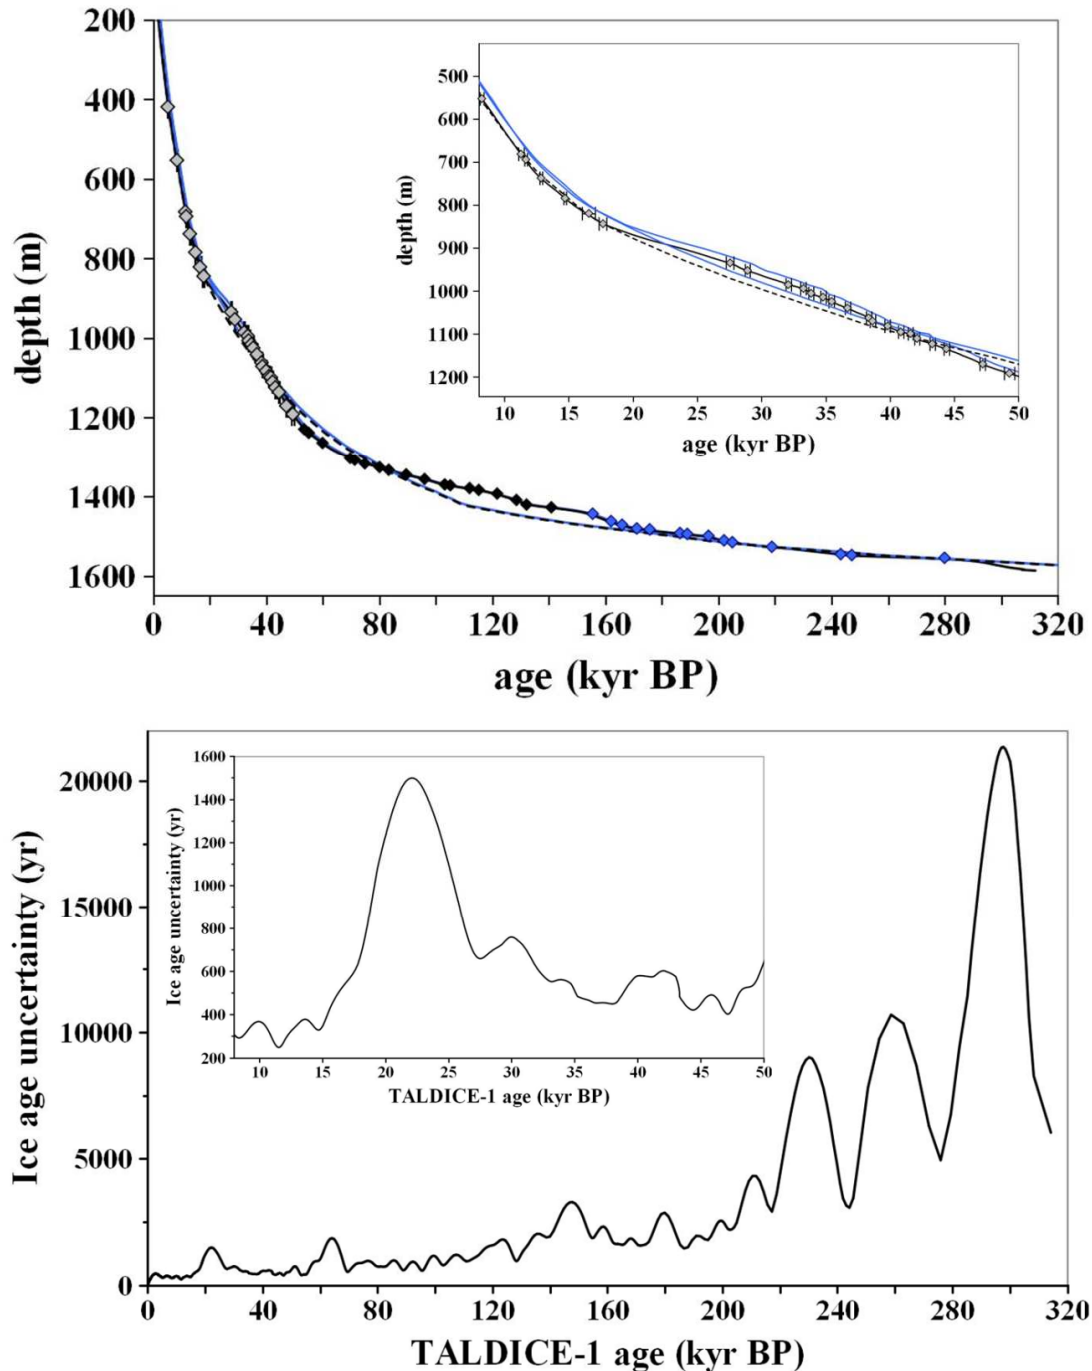 200
400
600
800
1000
1200
1400
1600
depth (m)
0 40 80 120 160 200 240 280 320
age (kyr BP)
500
600
700
800
900
1000
1100
1200
depth (m)
10 15 20 25 30 35 40 45 50
age (kyr BP)
20000
15000
10000
5000
0
Ice age uncertainty (yr)
0 40 80 120 160 200 240 280 320
TALDICE-1 age (kyr BP)
1600
1400
1200
1000
800
600
400
200
Ice age uncertainty (yr)
10 15 20 25 30 35 40 45 50
TALDICE-1 age (kyr BP)